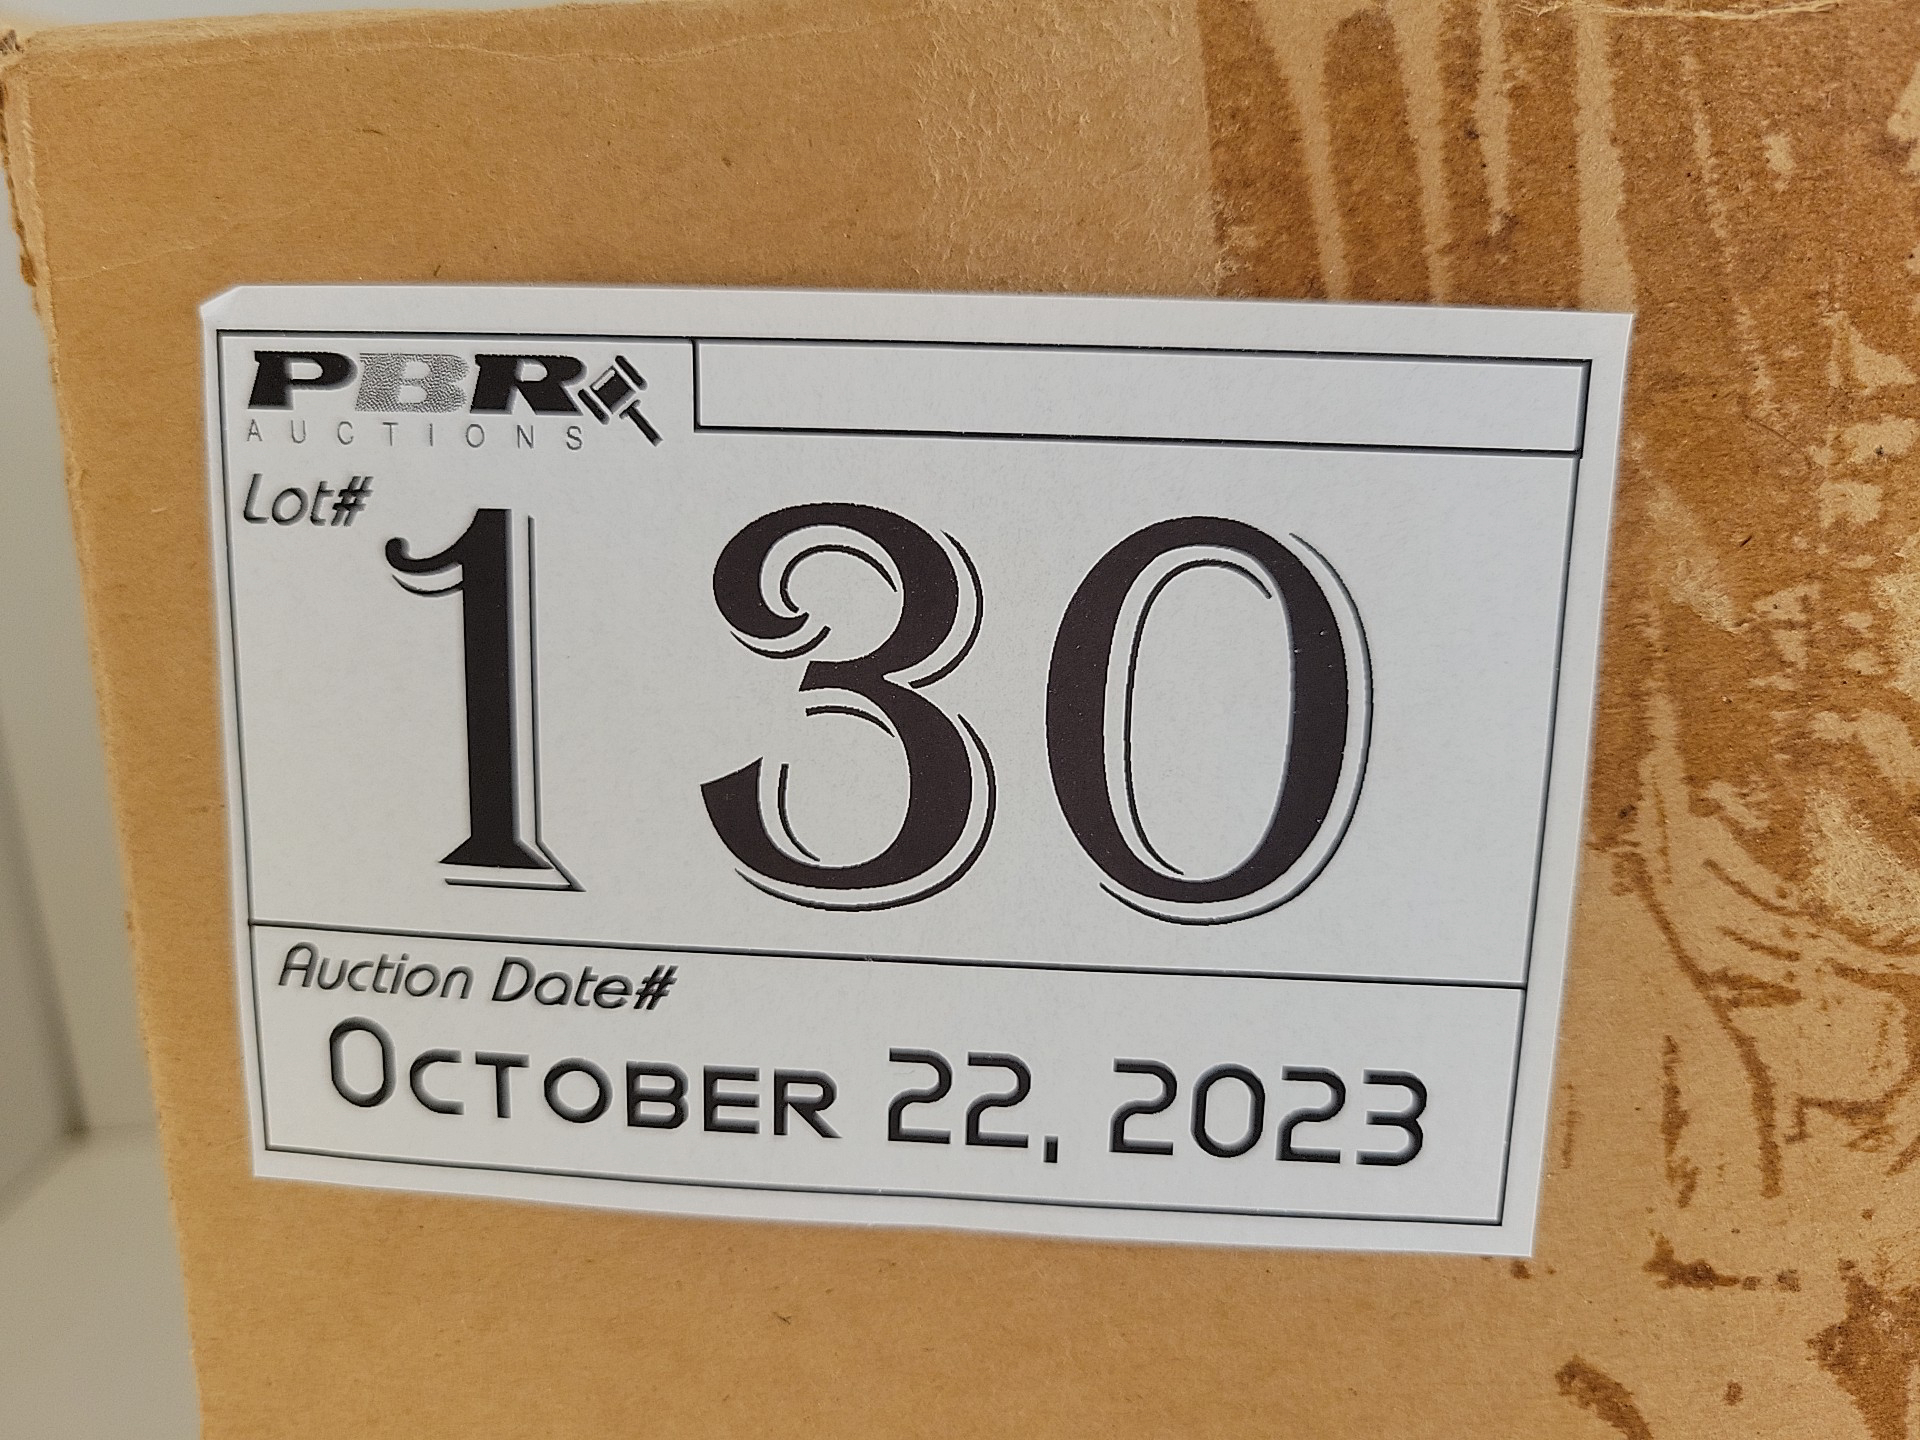 PBR
AUCTIONS
Lot#
130
Auction Date#
October 22, 2023